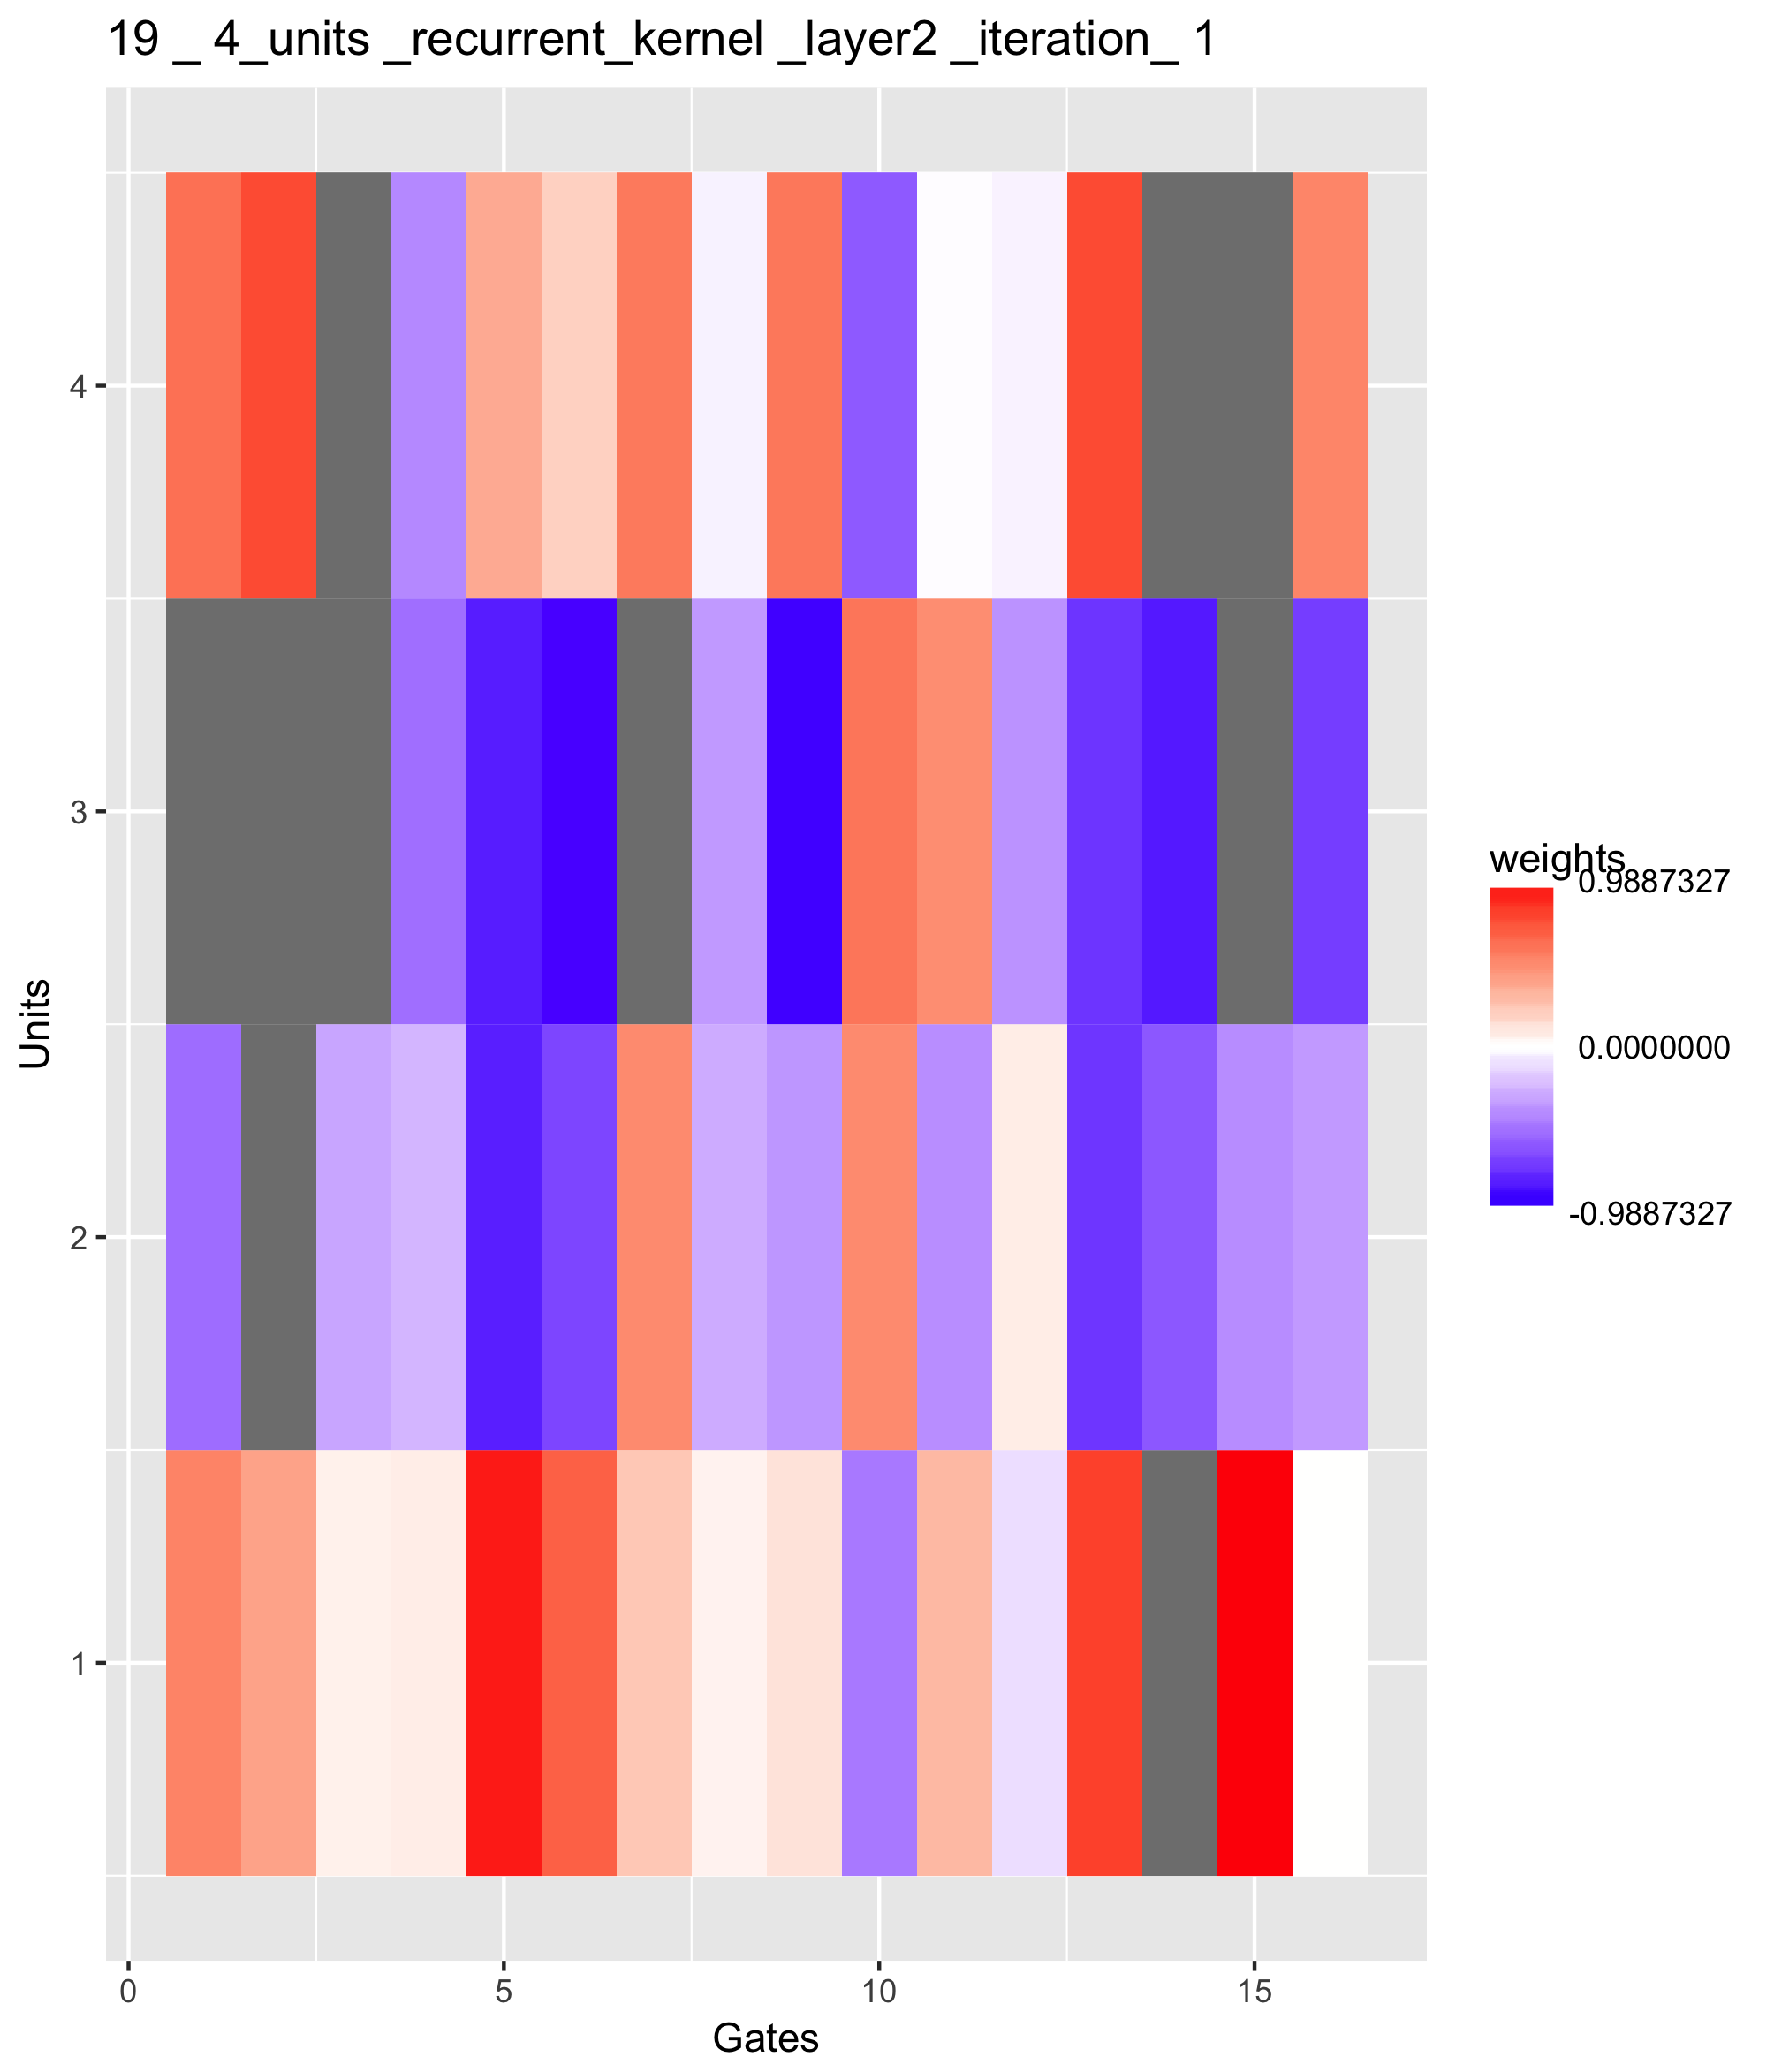 19 _ 4_units _recurrent_kernel _layer2 _iteration_ 1
4
3
2
1
Units
0 5 10 15
Gates
weights
0.9887327
0.0000000
-0.9887327